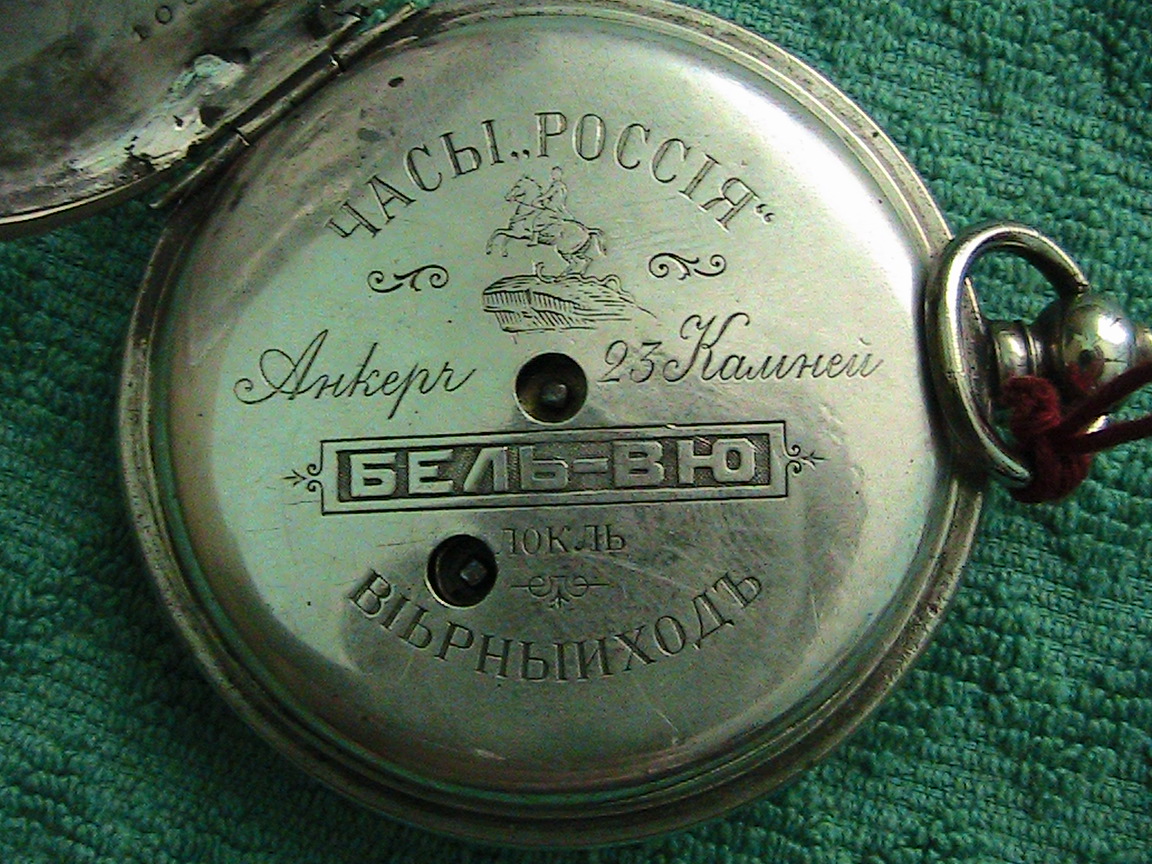 ЧАСЫ „РОССІЯ“
Анкеръ 23 Камней
БЕЛЬ=ВЮ
ЛОКЛЬ
ВѢРНЫЙ ХОДЪ